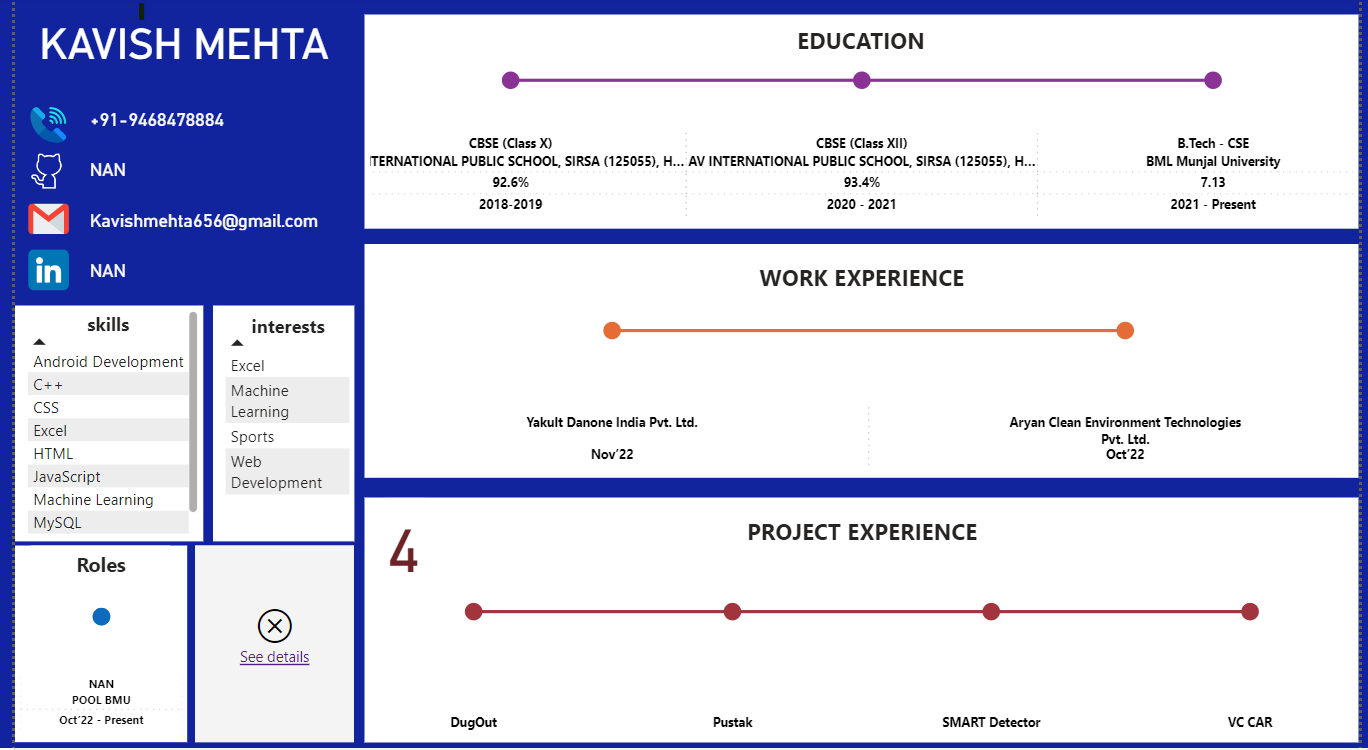 KAVISH MEHTA
+91-9468478884
NAN
Kavishmehta656@gmail.com
in
NAN
skills
Android Development
C++
CSS
Excel
HTML
JavaScript
Machine Learning
MySQL
interests
Excel
Machine
Learning
Sports
Web
Development
Roles
NAN
POOL BMU
Oct'22 - Present
See details
EDUCATION
CBSE (Class X)
TERNATIONAL PUBLIC SCHOOL, SIRSA (125055), H...
92.6%
2018-2019
CBSE (Class XII)
AV INTERNATIONAL PUBLIC SCHOOL, SIRSA (125055), H...
93.4%
2020 - 2021
B.Tech - CSE
BML Munjal University
7.13
2021 - Present
WORK EXPERIENCE
Yakult Danone India Pvt. Ltd.
Nov'22
Aryan Clean Environment Technologies
Pvt. Ltd.
Oct'22
4
PROJECT EXPERIENCE
DugOut
Pustak
SMART Detector
VC CAR